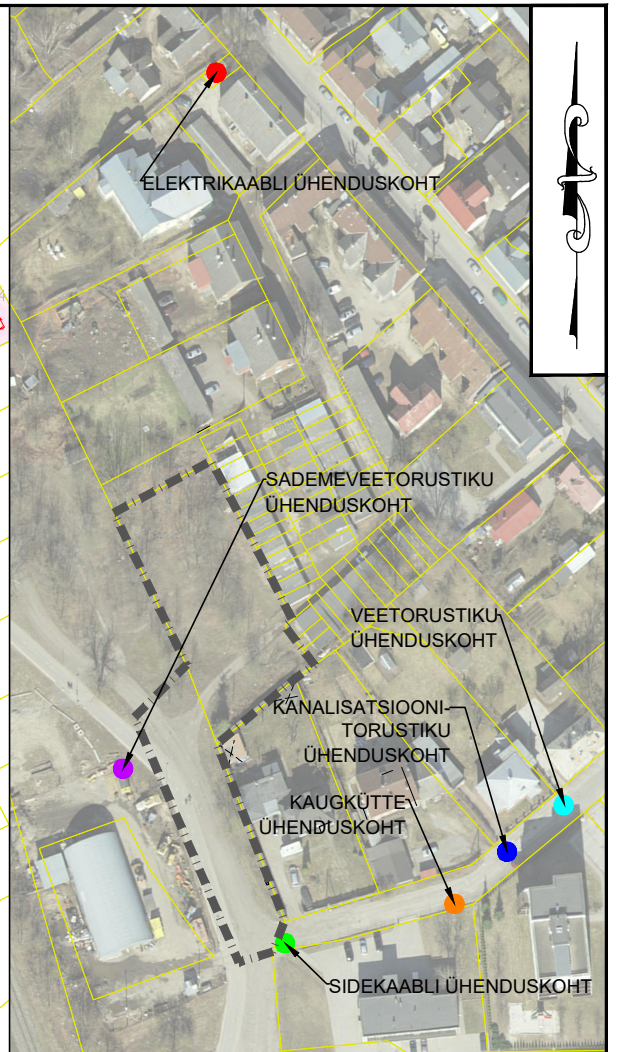 ELEKTRIKAABLI ÜHENDUSKOHT
SADEMEVEETORUSTIKU
ÜHENDUSKOHT
VEETORUSTIKU
ÜHENDUSKOHT
KANALISATSIOONI-
TORUSTIKU
ÜHENDUSKOHT
KAUGKÜTTE
ÜHENDUSKOHT
SIDEKAABLI ÜHENDUSKOHT